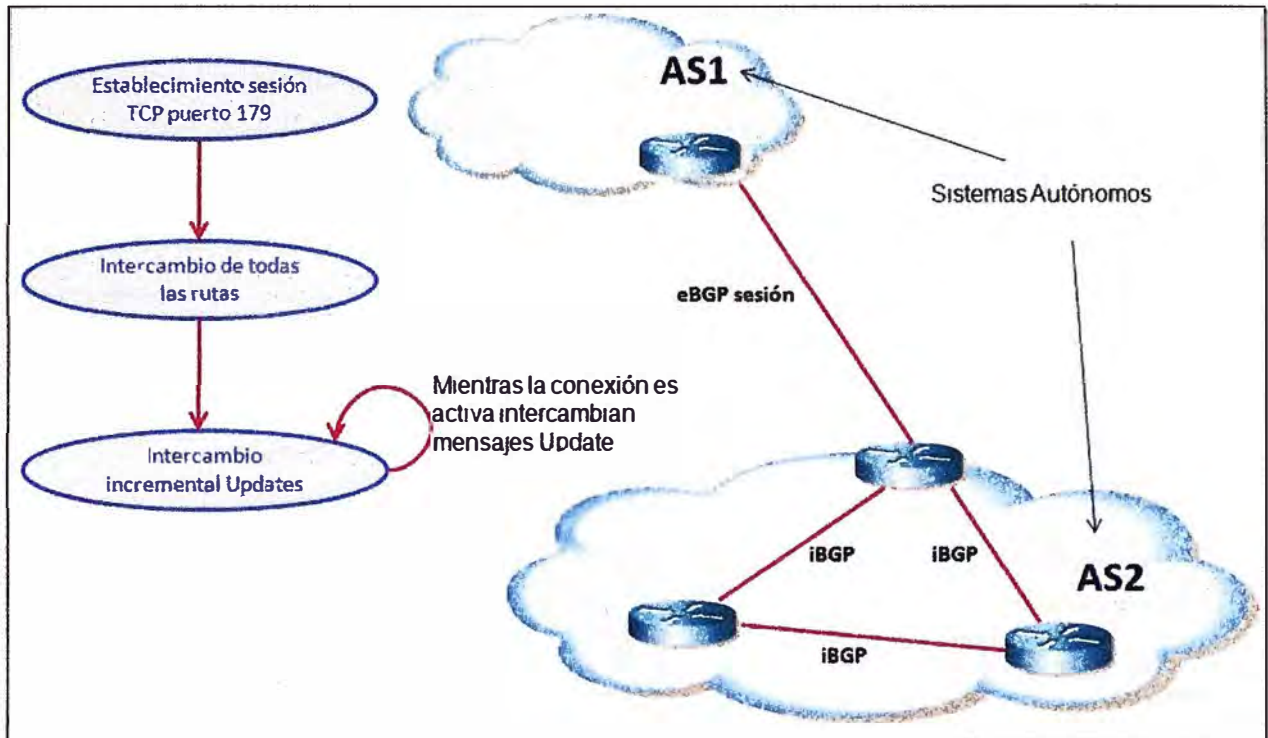 Establecimiento sesión
TCP puerto 179
Intercambio de todas
las rutas
Intercambio
incremental Updates
Mientras la conexión es
activa intercambian
mensajes Update
AS1
Sistemas Autónomos
eBGP sesión
iBGP
iBGP
AS2
iBGP